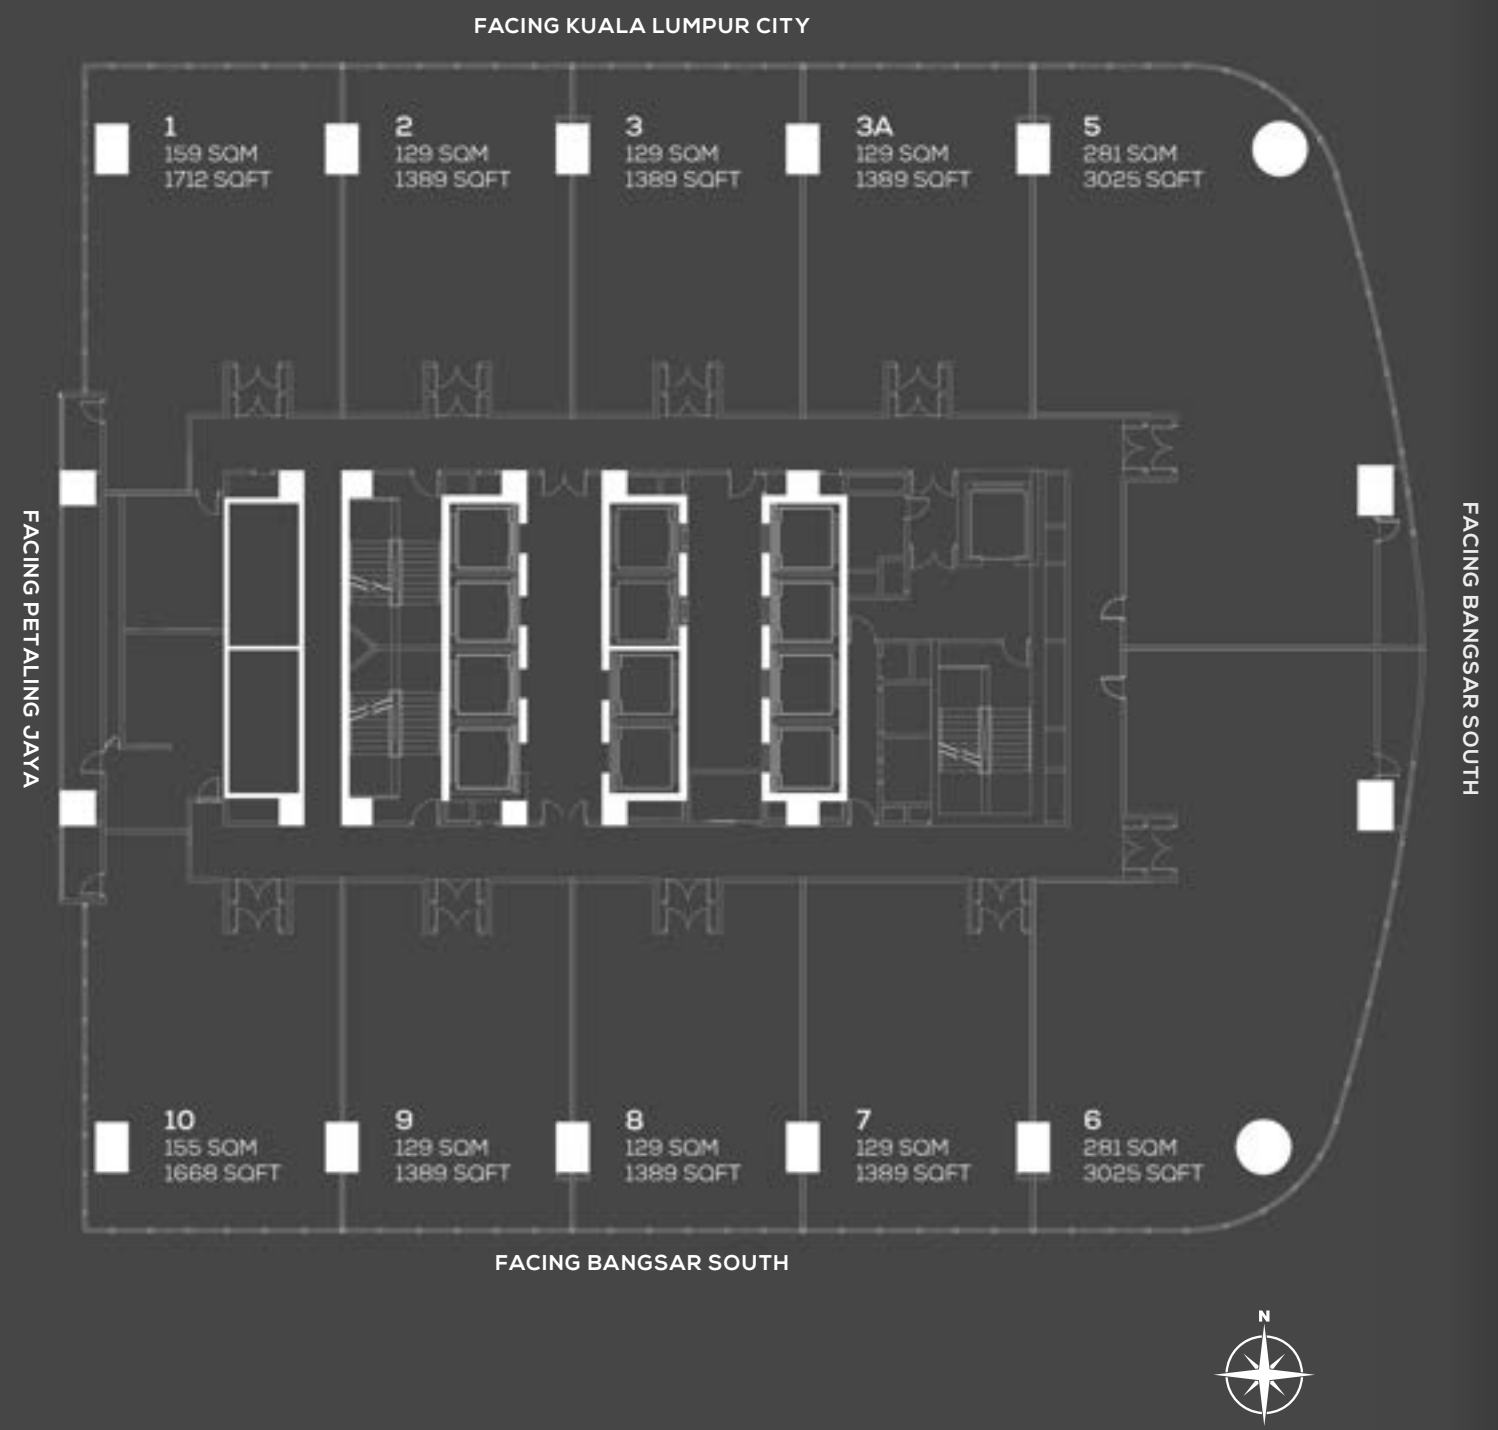 FACING KUALA LUMPUR CITY
1
159 SQM
1712 SQFT
2
129 SQM
1389 SQFT
3
129 SQM
1389 SQFT
3A
129 SQM
1389 SQFT
5
281 SQM
3025 SQFT
FACING PETALING JAYA
FACING BANGSAR SOUTH
10
155 SQM
1668 SQFT
9
129 SQM
1389 SQFT
8
129 SQM
1389 SQFT
7
129 SQM
1389 SQFT
6
281 SQM
3025 SQFT
FACING BANGSAR SOUTH
N